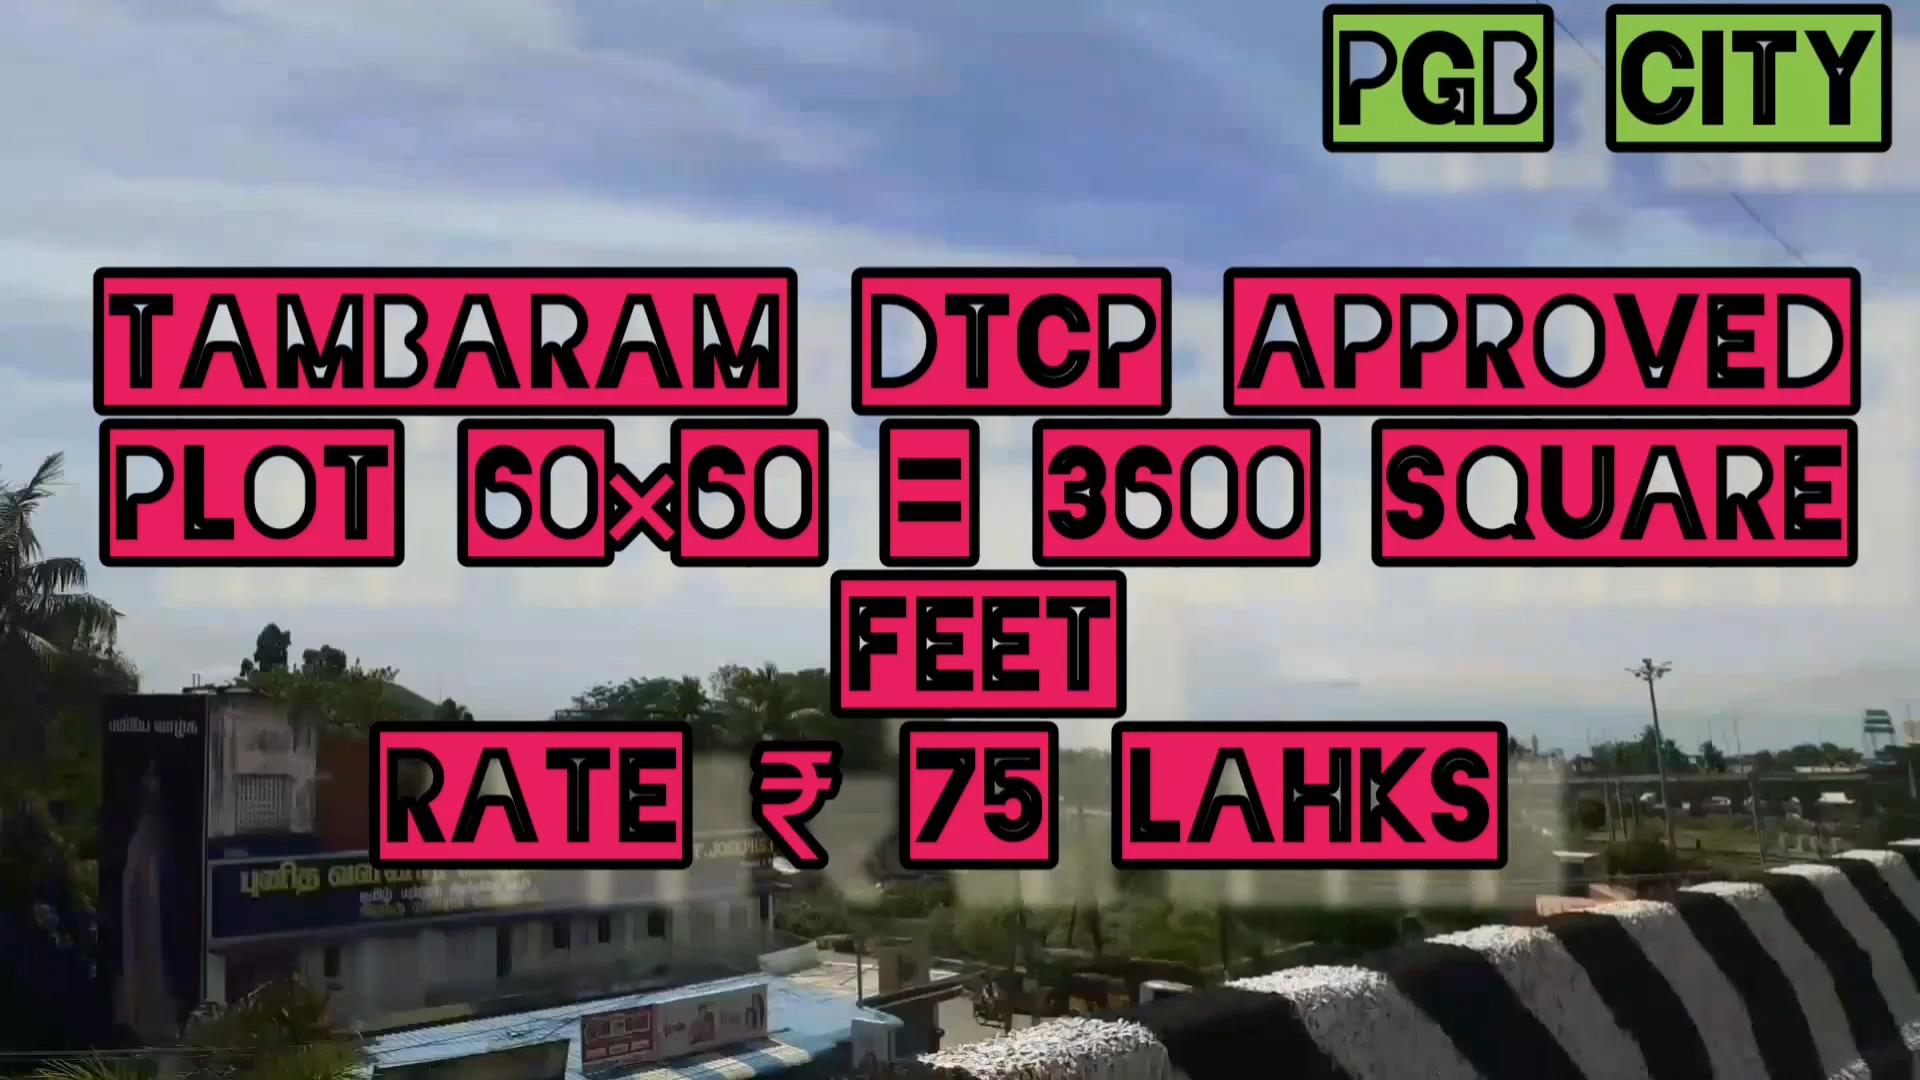 PGB CITY
TAMBARAM DTCP APPROVED
PLOT 60×60 = 3600 SQUARE
FEET
RATE ₹ 75 LAHKS
புனித